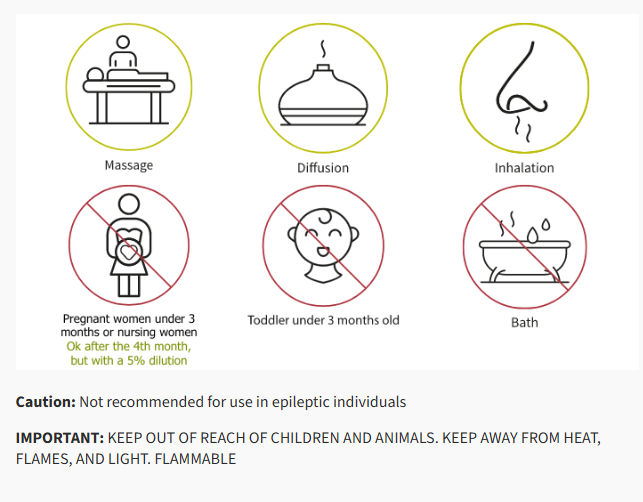 Massage
Diffusion
Inhalation
Pregnant women under 3
months or nursing women
Ok after the 4th month,
but with a 5% dilution
Toddler under 3 months old
Bath
Caution: Not recommended for use in epileptic individuals
IMPORTANT: KEEP OUT OF REACH OF CHILDREN AND ANIMALS. KEEP AWAY FROM HEAT,
FLAMES, AND LIGHT. FLAMMABLE